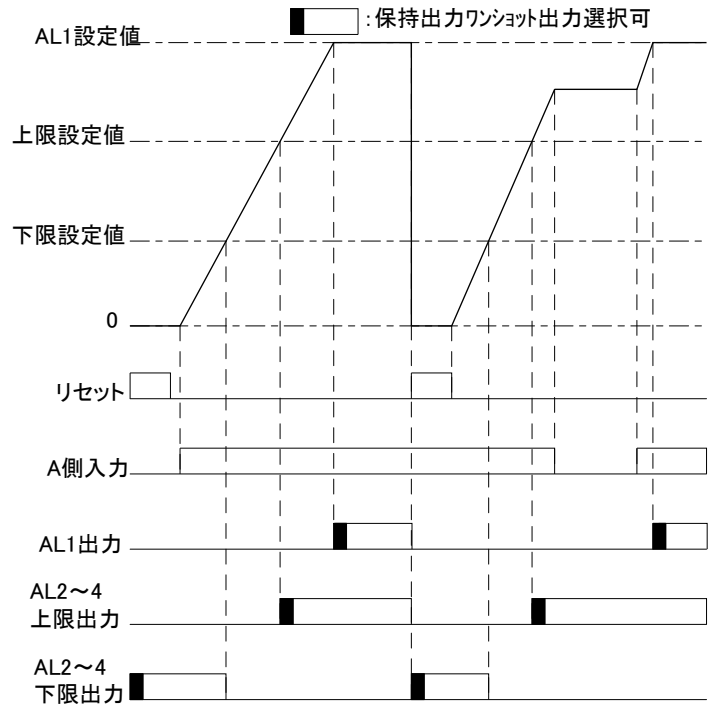 :保持出力ワンショット出力選択可
AL1設定値
上限設定値
下限設定値
0
リセット
A側入力
AL1出力
AL2～4
上限出力
AL2～4
下限出力